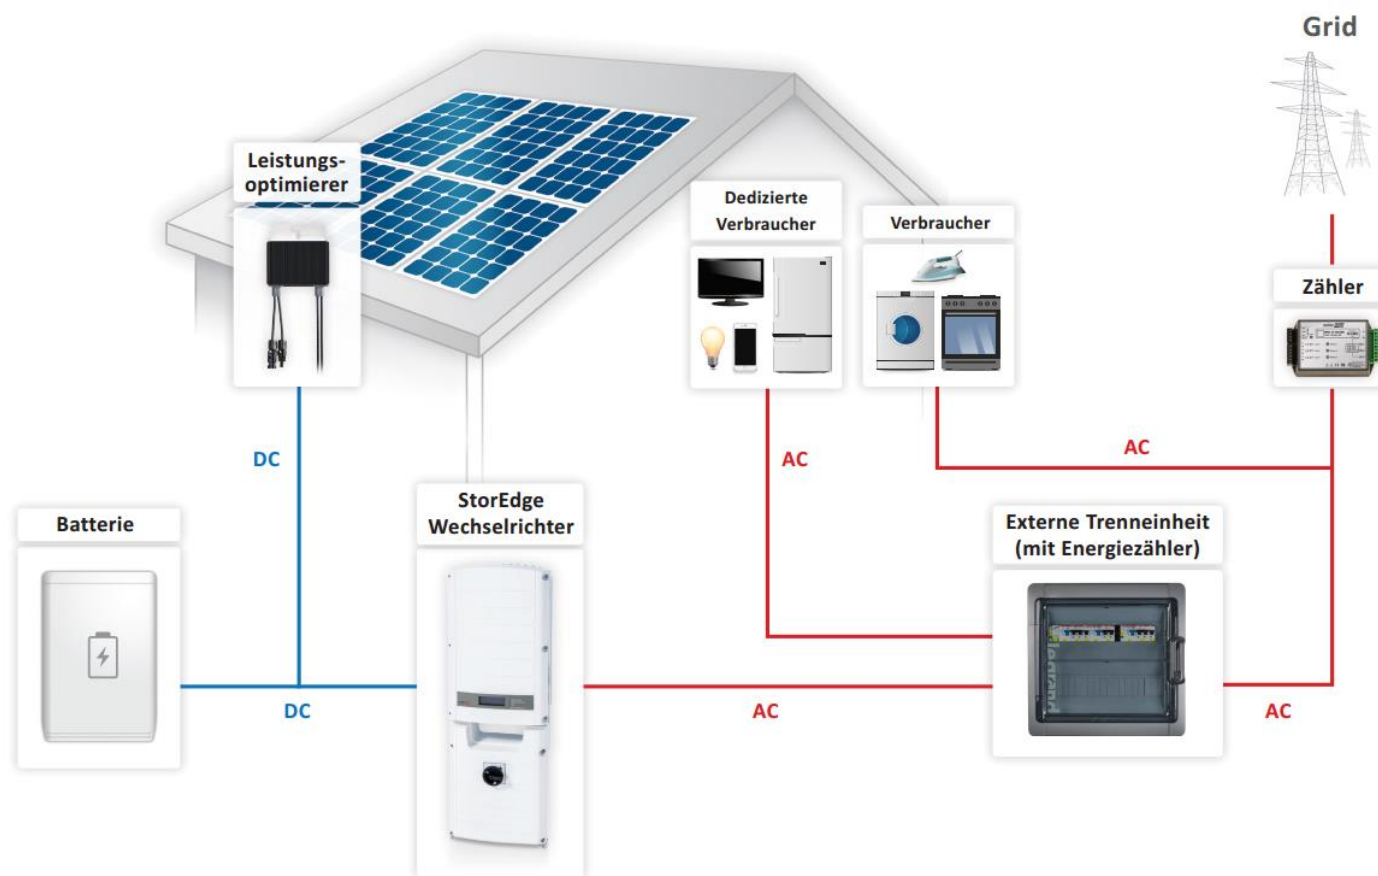 Grid
Leistungs-
optimierer
Dedizierte
Verbraucher
Verbraucher
Zähler
DC
AC
AC
Batterie
StorEdge
Wechselrichter
Externe Trenneinheit
(mit Energiezähler)
legrand
DC
AC
AC